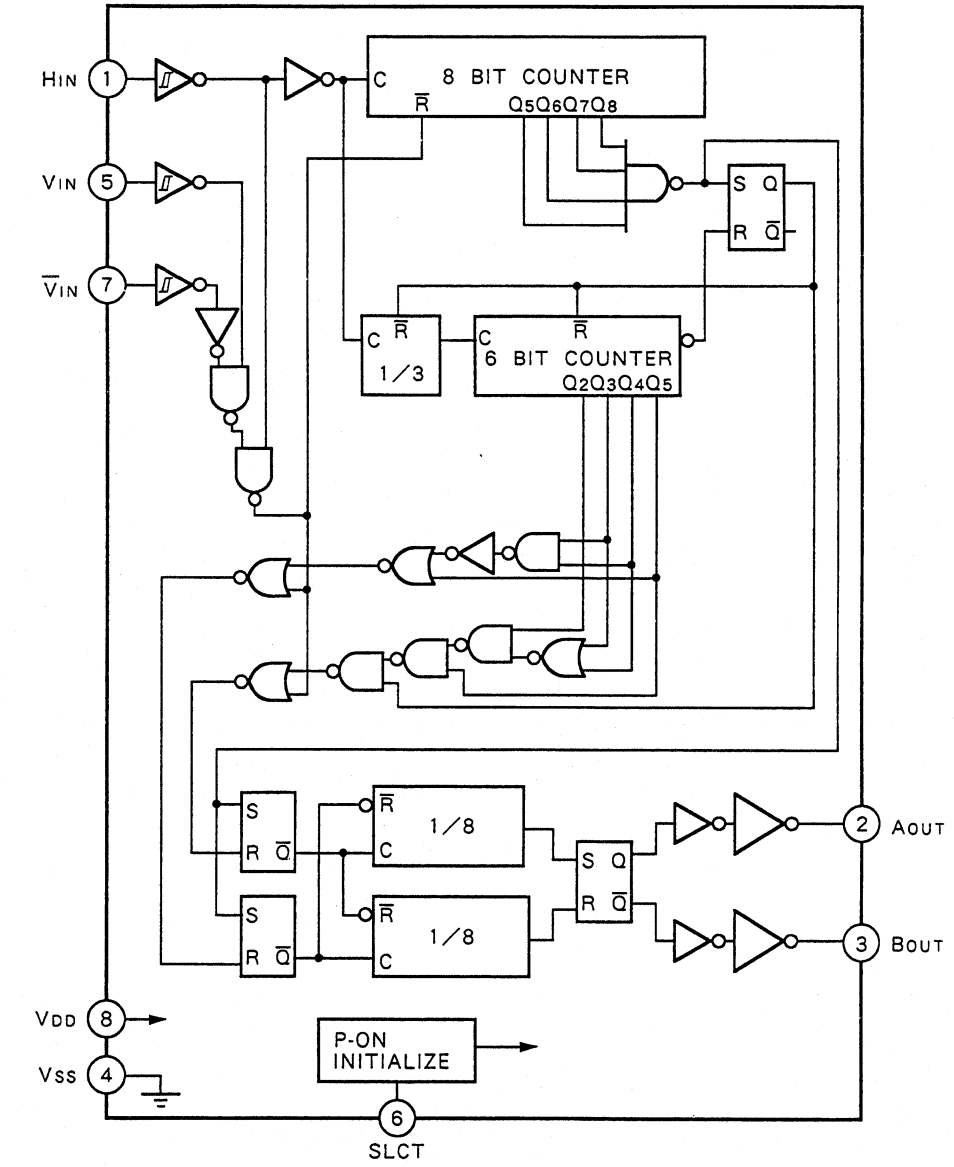 HIN 1
C 8 BIT COUNTER
R̅ Q5Q6Q7Q8
VIN 5
S Q
R Q̅
V̅IN 7
C R̅
1/3
C R̅
6 BIT COUNTER
Q2Q3Q4Q5
S
R Q̅
R̅
1/8
C
S Q
R Q̅
2 AOUT
S
R Q̅
R̅
1/8
C
3 BOUT
VDD 8
P-ON
INITIALIZE
VSS 4
6
SLCT